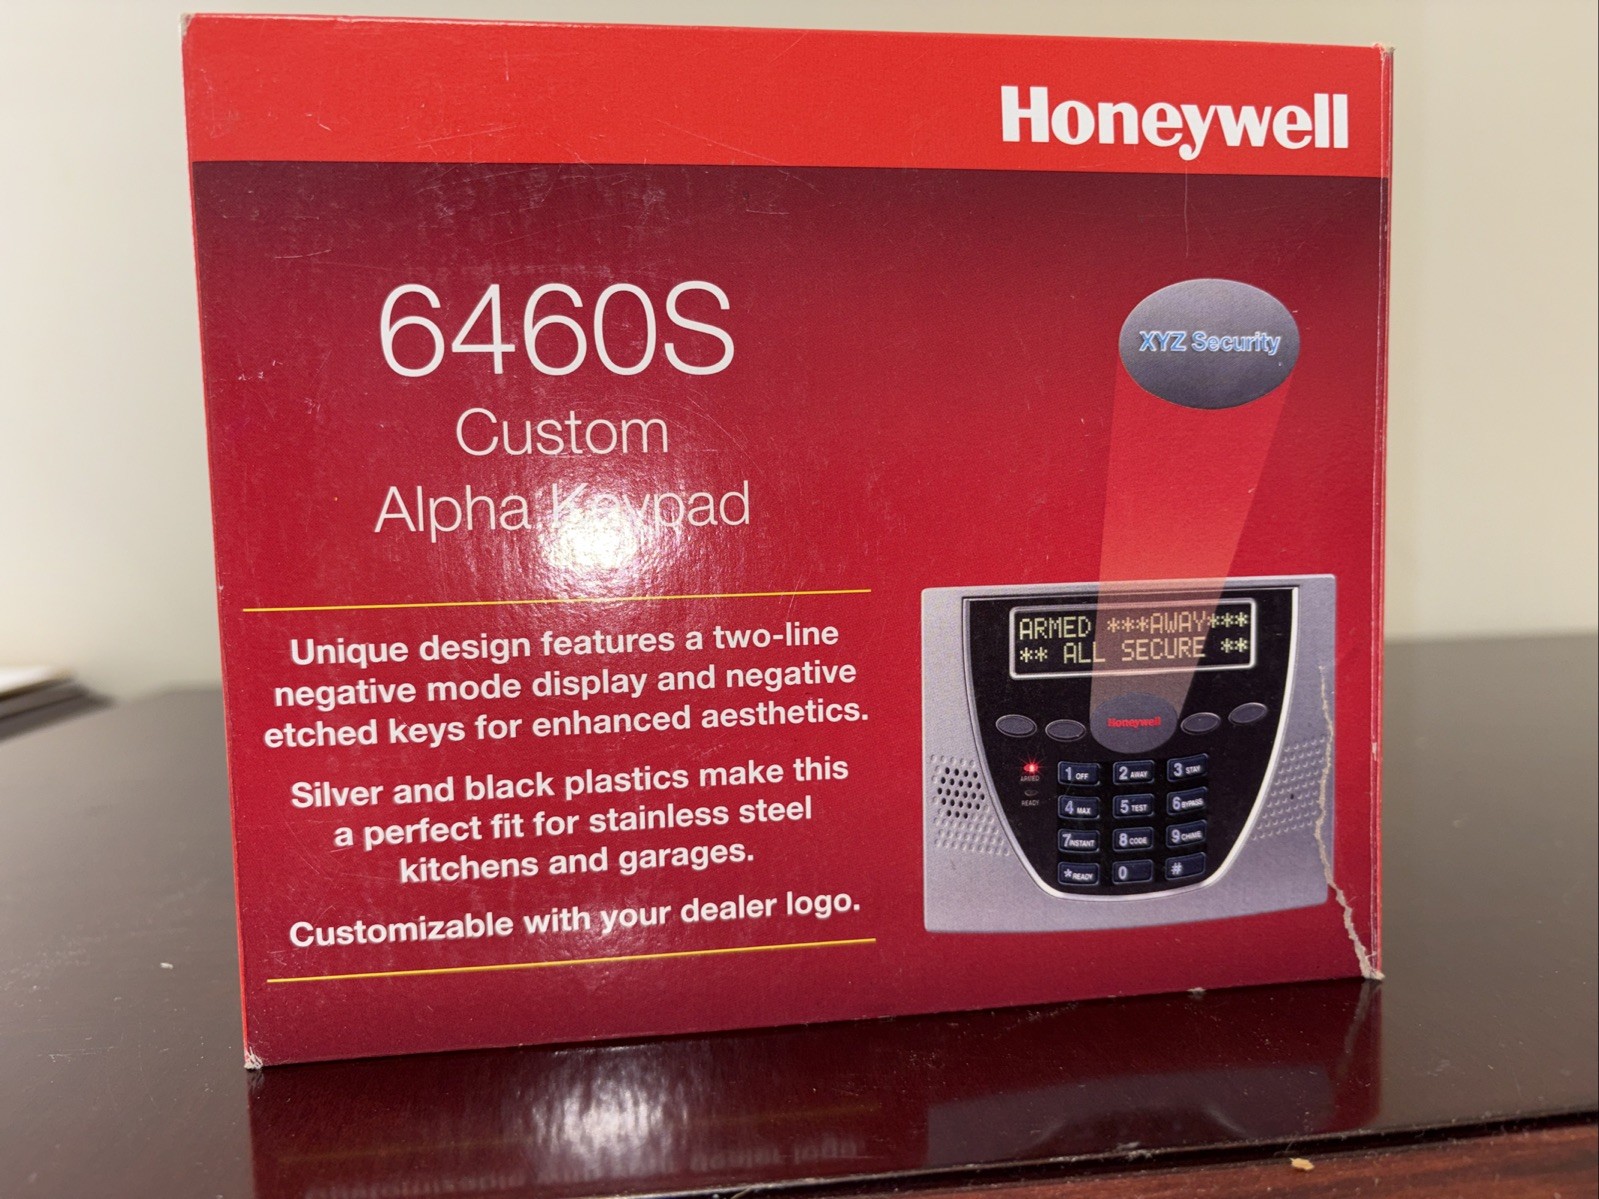 Honeywell
6460S
Custom
Alpha Keypad
XYZ Security
Unique design features a two-line
negative mode display and negative
etched keys for enhanced aesthetics.
Silver and black plastics make this
a perfect fit for stainless steel
kitchens and garages.
Customizable with your dealer logo.
ARMED ***AWAY***
** ALL SECURE **
Honeywell
ARMED
READY
1 OFF 2 AWAY 3 STAY
4 MAX 5 TEST 6 BYPASS
7 INSTANT 8 CODE 9 CHIME
* READY 0 #